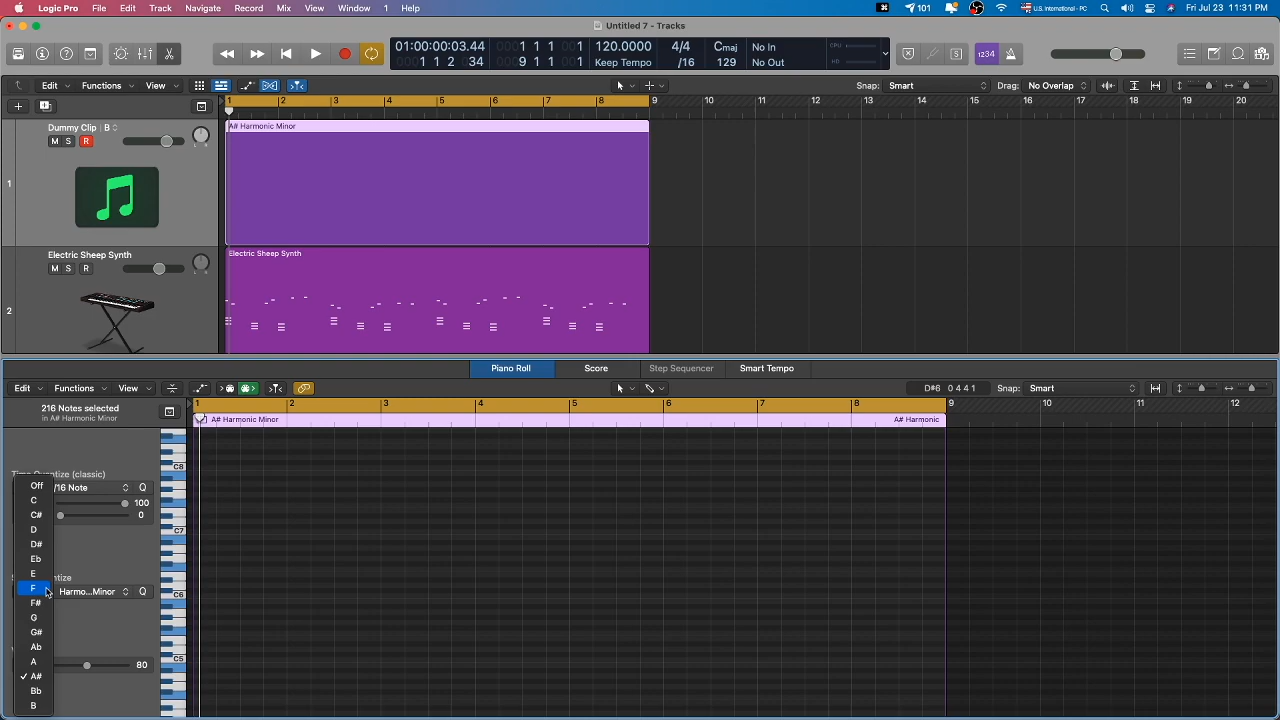 Logic Pro File Edit Track Navigate Record Mix View Window 1 Help 101 U.S. International - PC Fri Jul 23 11:31 PM
Untitled 7 - Tracks
01:00:00:03.44 1 1 1 1 120.0000 4/4 Cmaj No In CPU
1 1 2 34 9 1 1 1 Keep Tempo /16 129 No Out HD
1234
Edit Functions View Snap: Smart Drag: No Overlap
1 2 3 4 5 6 7 8 9 10 11 12 13 14 15 16 17 18 19 20
1
Dummy Clip B
M S R
A# Harmonic Minor
2
Electric Sheep Synth
M S R
Electric Sheep Synth
Piano Roll Score Step Sequencer Smart Tempo
Edit Functions View D#6 0 4 4 1 Snap: Smart
216 Notes selected
in A# Harmonic Minor
1 2 3 4 5 6 7 8 9 10 11 12
A# Harmonic Minor A# Harmonic
Time Quantize (classic)
/16 Note Q
100
0
ntize
Harmo...Minor Q
80
Off
C
C#
D
D#
Eb
E
F
F#
G
G#
Ab
A
A#
Bb
B
C8
C7
C6
C5